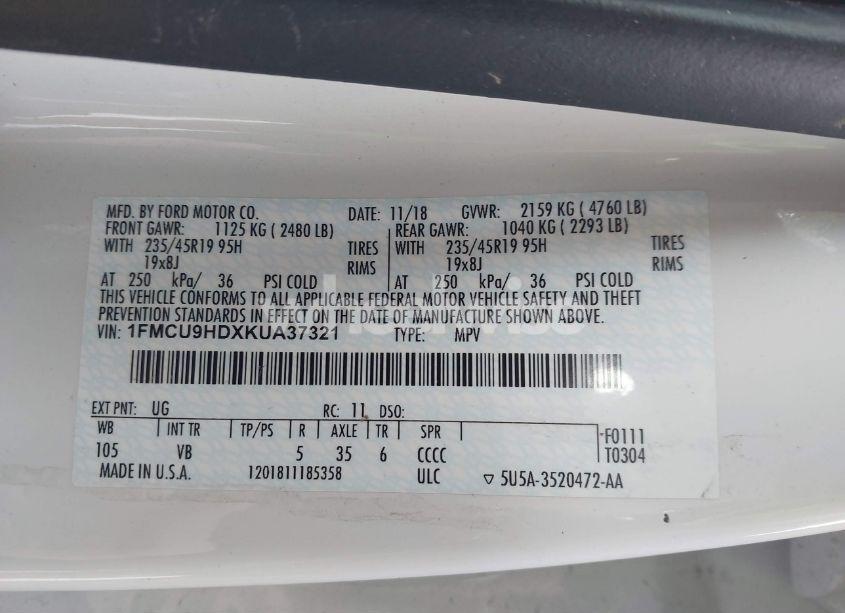 MFD. BY FORD MOTOR CO. DATE: 11/18 GVWR: 2159 KG ( 4760 LB)
FRONT GAWR: 1125 KG ( 2480 LB) REAR GAWR: 1040 KG ( 2293 LB)
WITH 235/45R19 95H TIRES WITH 235/45R19 95H TIRES
19x8J RIMS 19x8J RIMS
AT 250 kPa/ 36 PSI COLD AT 250 kPa/ 36 PSI COLD
THIS VEHICLE CONFORMS TO ALL APPLICABLE FEDERAL MOTOR VEHICLE SAFETY AND THEFT
PREVENTION STANDARDS IN EFFECT ON THE DATE OF MANUFACTURE SHOWN ABOVE.
VIN: 1FMCU9HDXKUA37321 TYPE: MPV
EXT PNT: UG RC: 11 DSO:
WB INT TR TP/PS R AXLE TR SPR F0111
105 VB 5 35 6 CCCC T0304
MADE IN U.S.A. 1201811185358 ULC ▽ 5U5A-3520472-AA